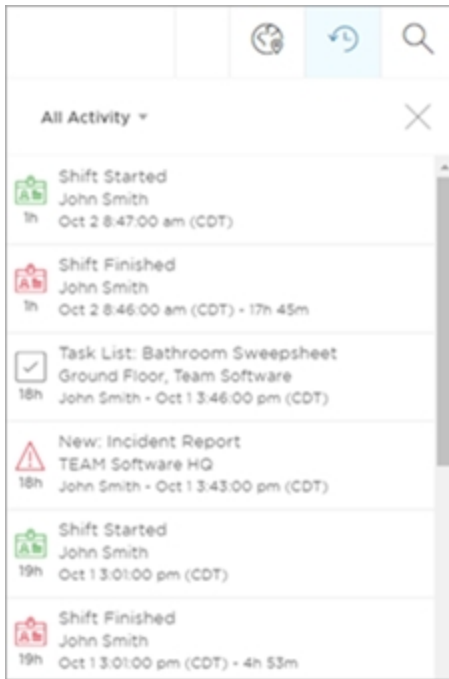 All Activity
Shift Started
John Smith
1h
Oct 2 8:47:00 am (CDT)
Shift Finished
John Smith
1h
Oct 2 8:46:00 am (CDT) - 17h 45m
Task List: Bathroom Sweepsheet
Ground Floor, Team Software
18h
John Smith - Oct 1 3:46:00 pm (CDT)
New: Incident Report
TEAM Software HQ
18h
John Smith - Oct 1 3:43:00 pm (CDT)
Shift Started
John Smith
19h
Oct 1 3:01:00 pm (CDT)
Shift Finished
John Smith
19h
Oct 1 3:01:00 pm (CDT) - 4h 53m